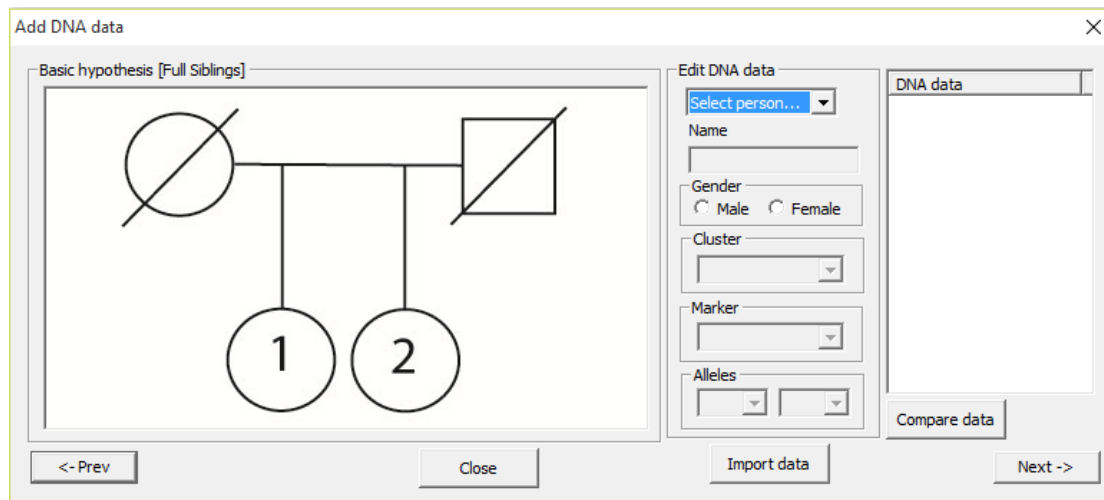 Add DNA data
Basic hypothesis [Full Siblings]
1
2
Edit DNA data
Select person...
Name
Gender
Male
Female
Cluster
Marker
Alleles
DNA data
Compare data
<- Prev
Close
Import data
Next ->